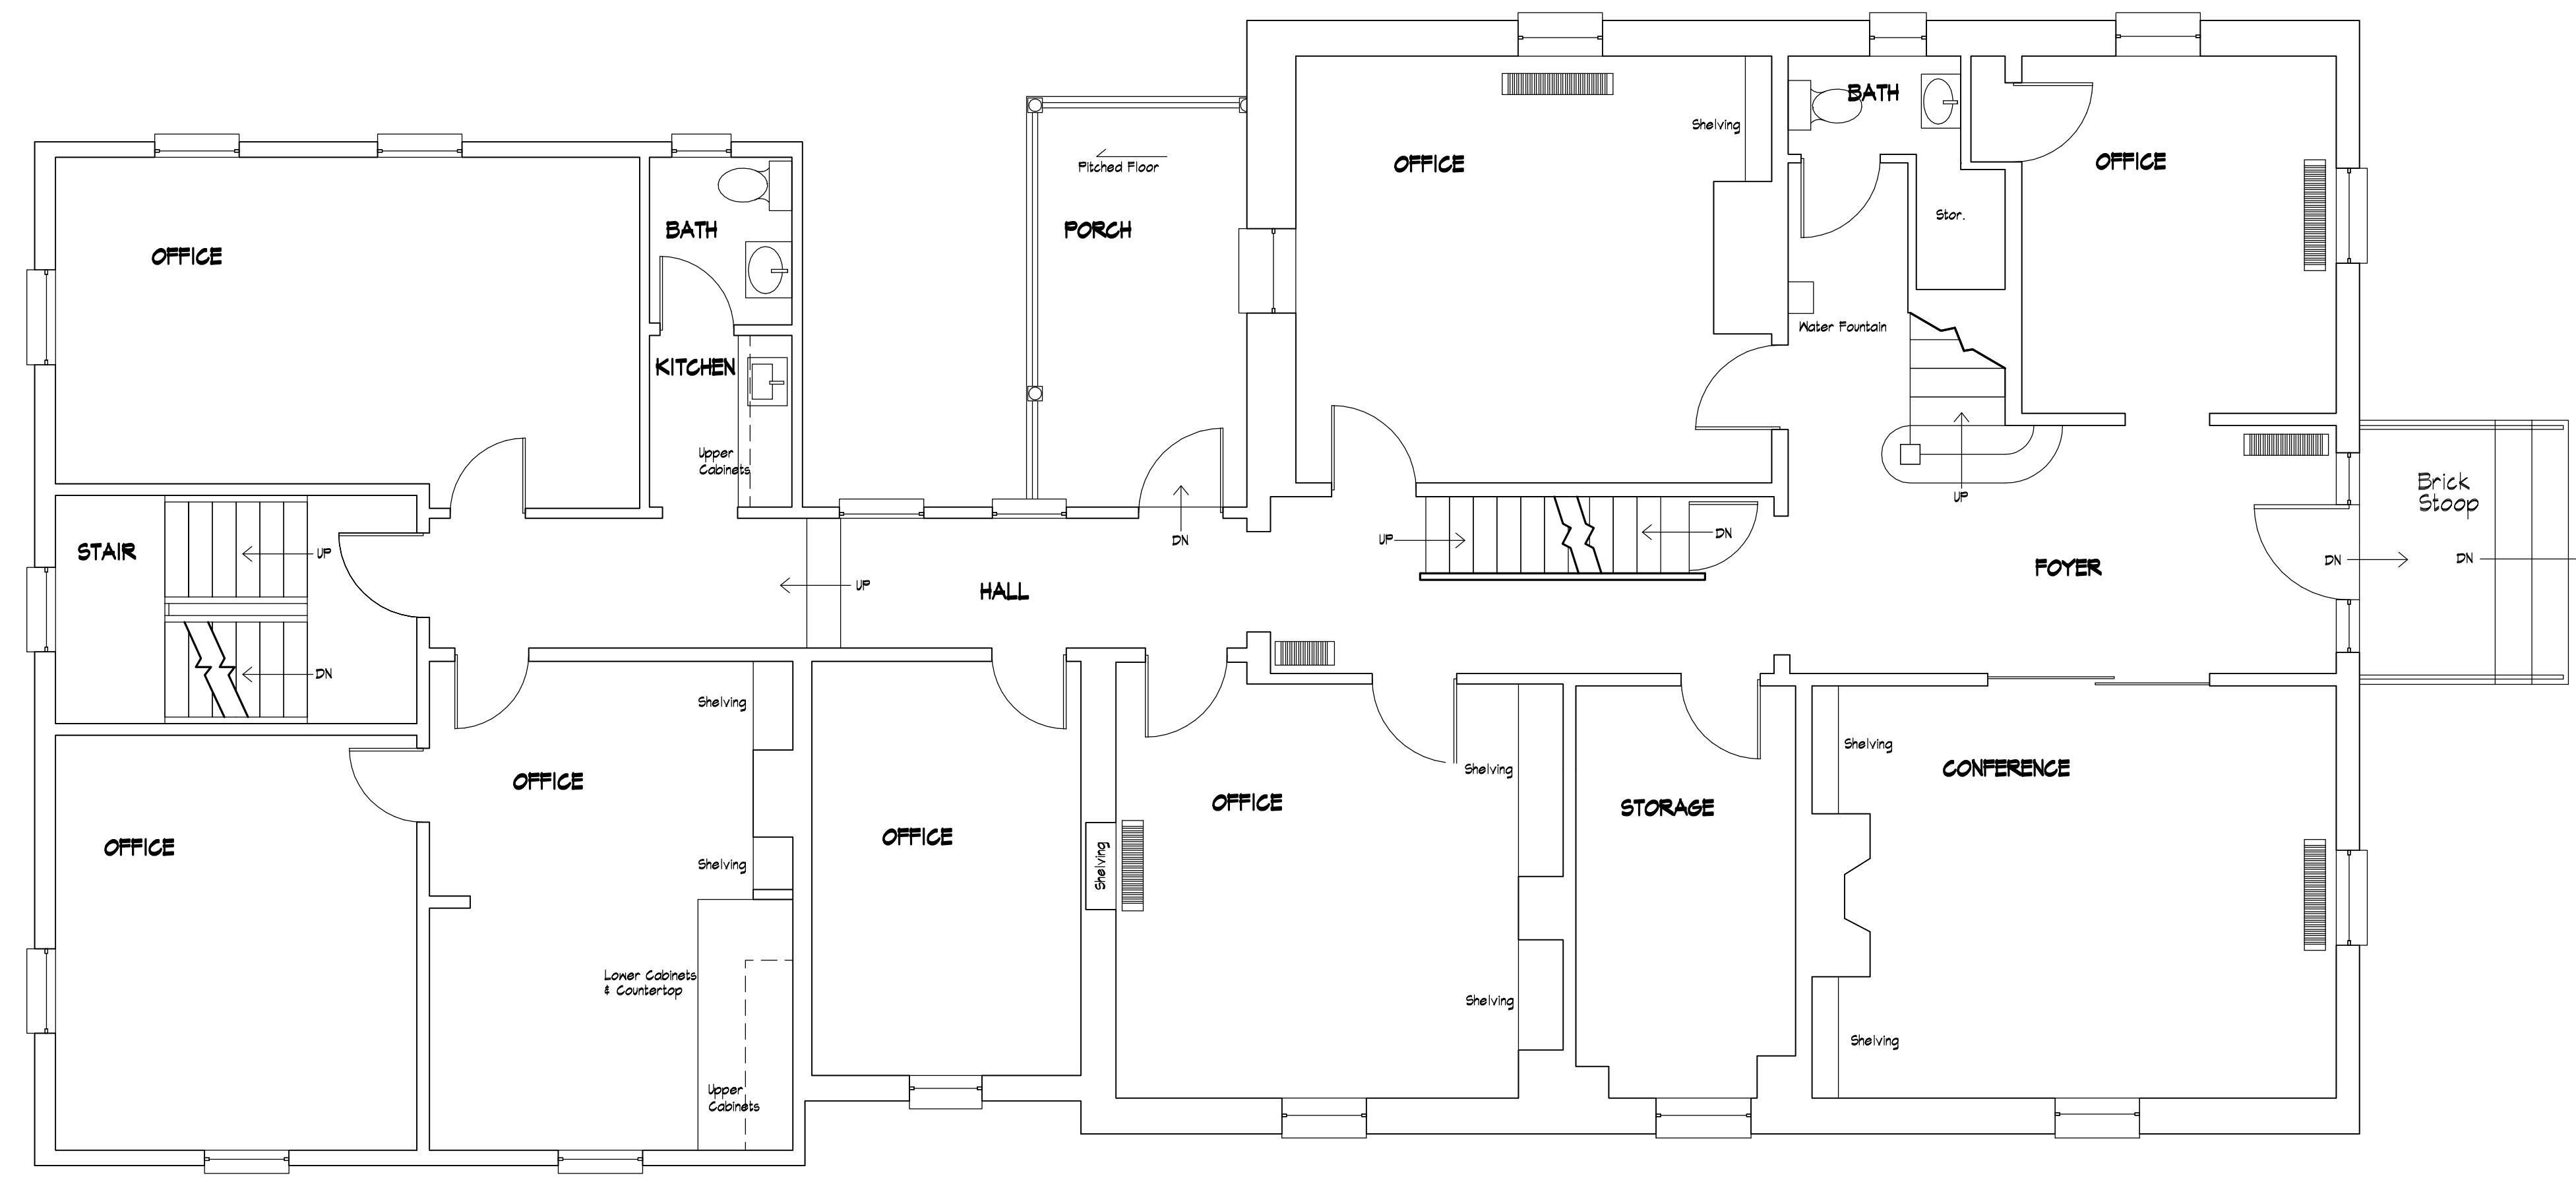 BATH
Shelving
OFFICE
OFFICE
Pitched Floor
Stor.
BATH
PORCH
OFFICE
Water Fountain
KITCHEN
Upper
Cabinets
Brick
Stoop
UP
UP
DN
DN
STAIR
UP
DN
DN
DN
FOYER
UP
HALL
DN
Shelving
Shelving
CONFERENCE
Shelving
OFFICE
OFFICE
STORAGE
OFFICE
OFFICE
Shelving
Shelving
Lower Cabinets
& Countertop
Shelving
Shelving
Upper
Cabinets